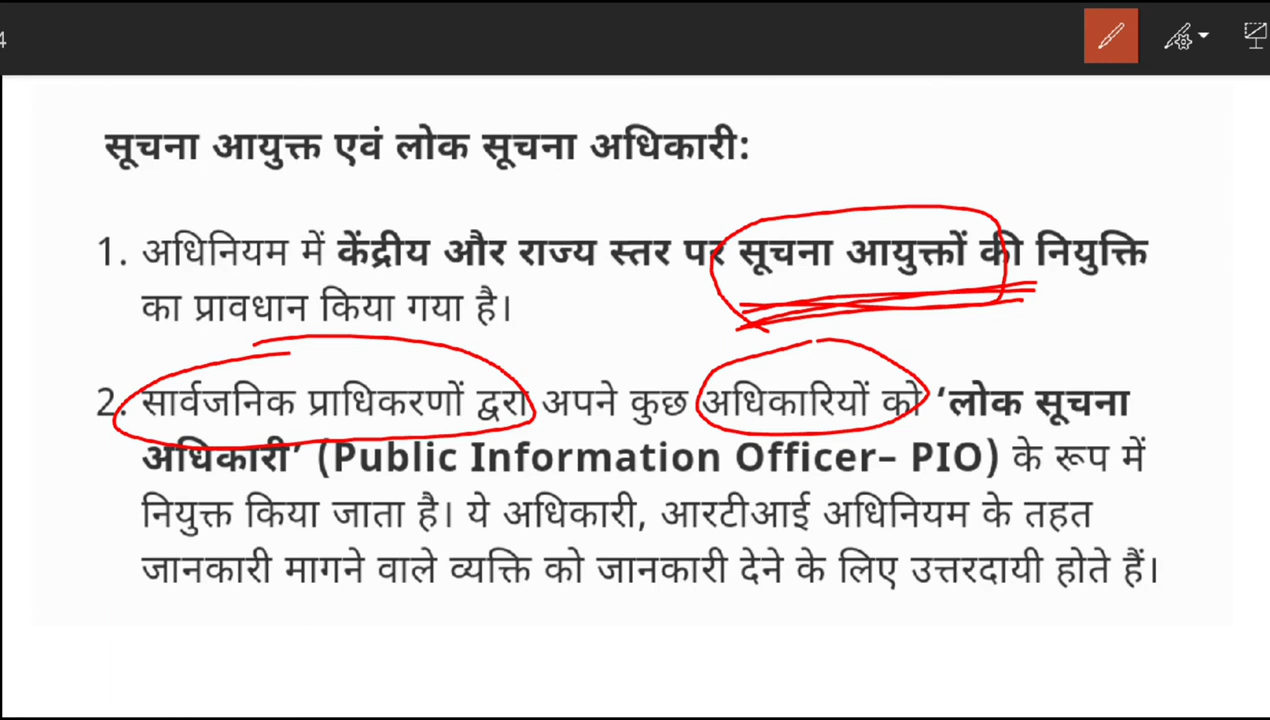 4
सूचना आयुक्त एवं लोक सूचना अधिकारी:
1. अधिनियम में केंद्रीय और राज्य स्तर पर सूचना आयुक्तों की नियुक्ति
का प्रावधान किया गया है।
2. सार्वजनिक प्राधिकरणों द्वरा अपने कुछ अधिकारियों को ‘लोक सूचना
अधिकारी’ (Public Information Officer– PIO) के रूप में
नियुक्त किया जाता है। ये अधिकारी, आरटीआई अधिनियम के तहत
जानकारी मागने वाले व्यक्ति को जानकारी देने के लिए उत्तरदायी होते हैं।